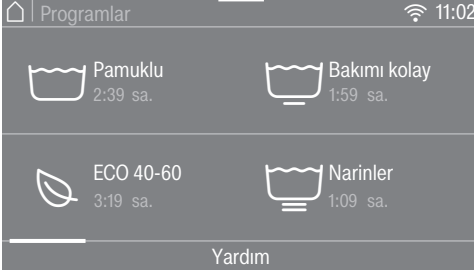 Programlar 11:02
Pamuklu
2:39 sa.
Bakımı kolay
1:59 sa.
ECO 40-60
3:19 sa.
Narinler
1:09 sa.
Yardım